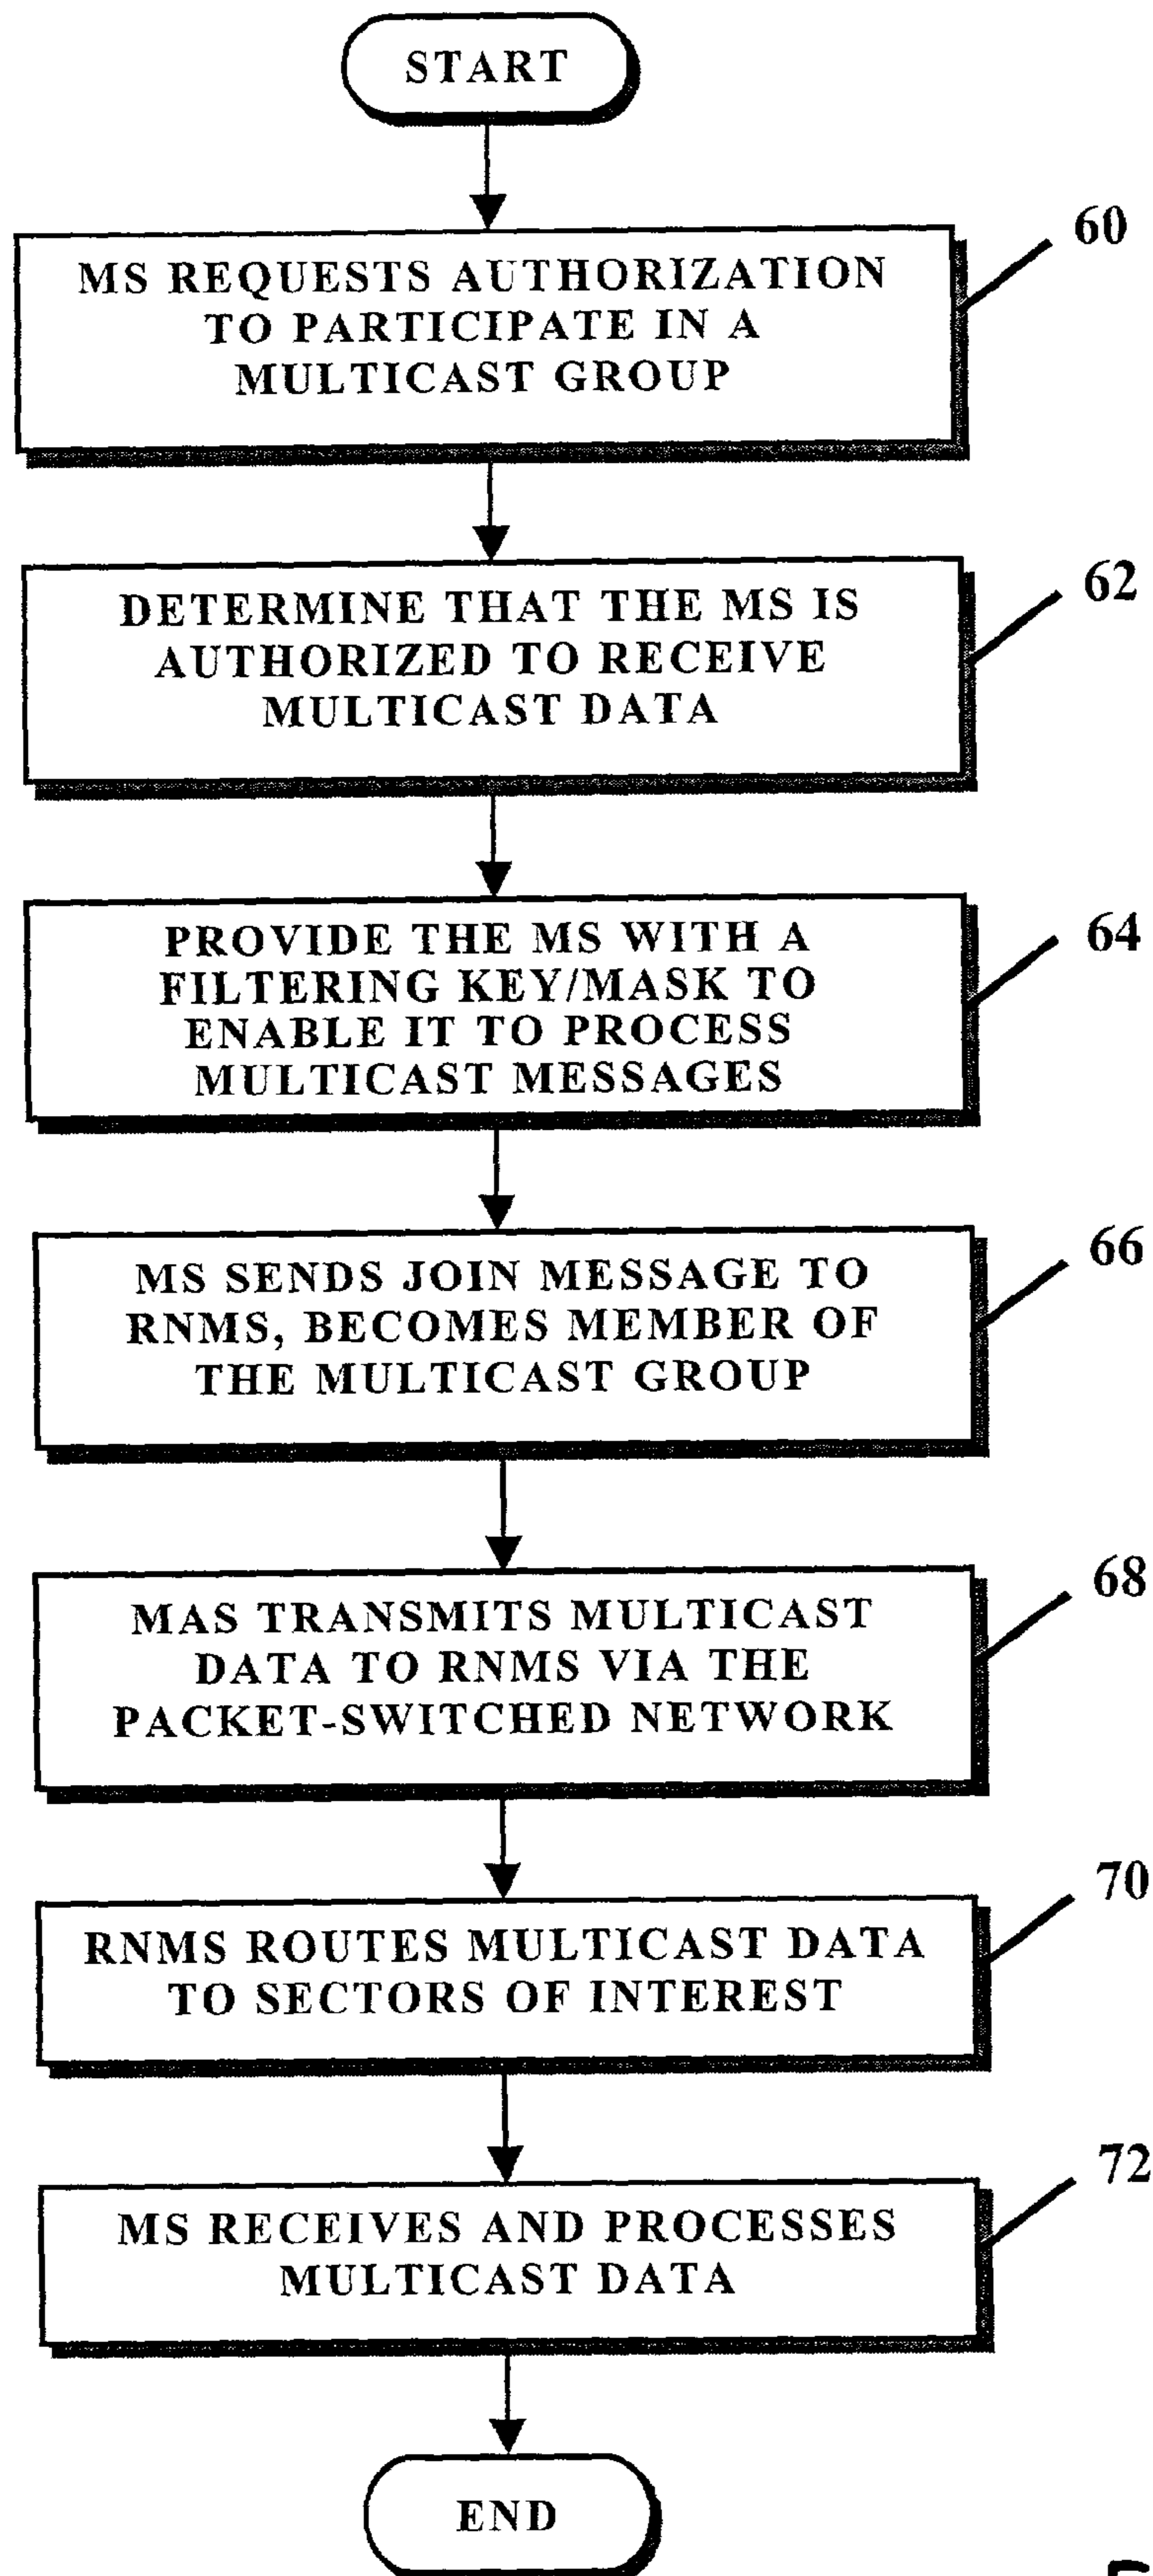 START
60
MS REQUESTS AUTHORIZATION
TO PARTICIPATE IN A
MULTICAST GROUP
62
DETERMINE THAT THE MS IS
AUTHORIZED TO RECEIVE
MULTICAST DATA
64
PROVIDE THE MS WITH A
FILTERING KEY/MASK TO
ENABLE IT TO PROCESS
MULTICAST MESSAGES
66
MS SENDS JOIN MESSAGE TO
RNMS, BECOMES MEMBER OF
THE MULTICAST GROUP
68
MAS TRANSMITS MULTICAST
DATA TO RNMS VIA THE
PACKET-SWITCHED NETWORK
70
RNMS ROUTES MULTICAST DATA
TO SECTORS OF INTEREST
72
MS RECEIVES AND PROCESSES
MULTICAST DATA
END